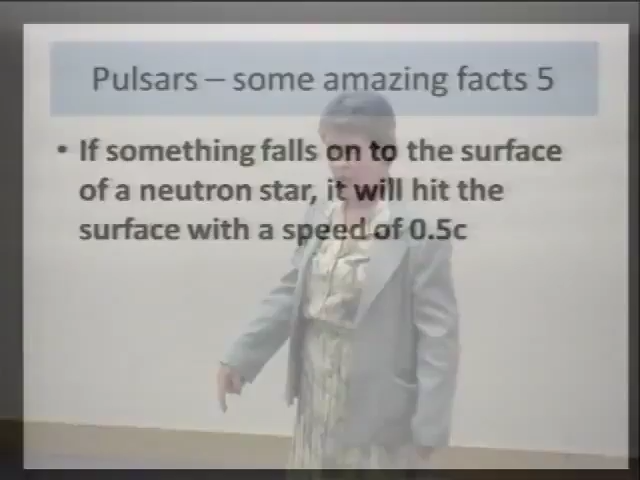 Pulsars – some amazing facts 5
• If something falls on to the surface
of a neutron star, it will hit the
surface with a speed of 0.5c